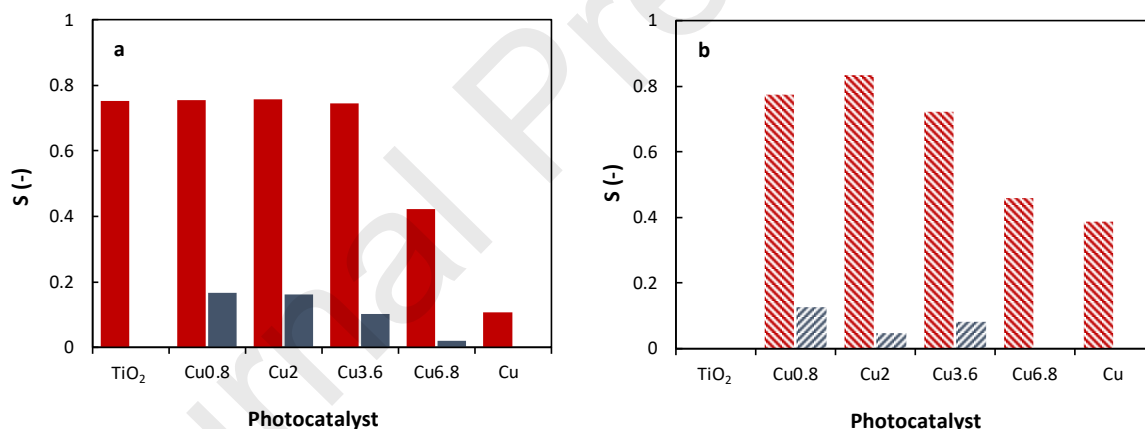 a
S (-)
1
0.8
0.6
0.4
0.2
0
TiO₂ Cu0.8 Cu2 Cu3.6 Cu6.8 Cu
Photocatalyst
b
S (-)
1
0.8
0.6
0.4
0.2
0
TiO₂ Cu0.8 Cu2 Cu3.6 Cu6.8 Cu
Photocatalyst
urnal Pre